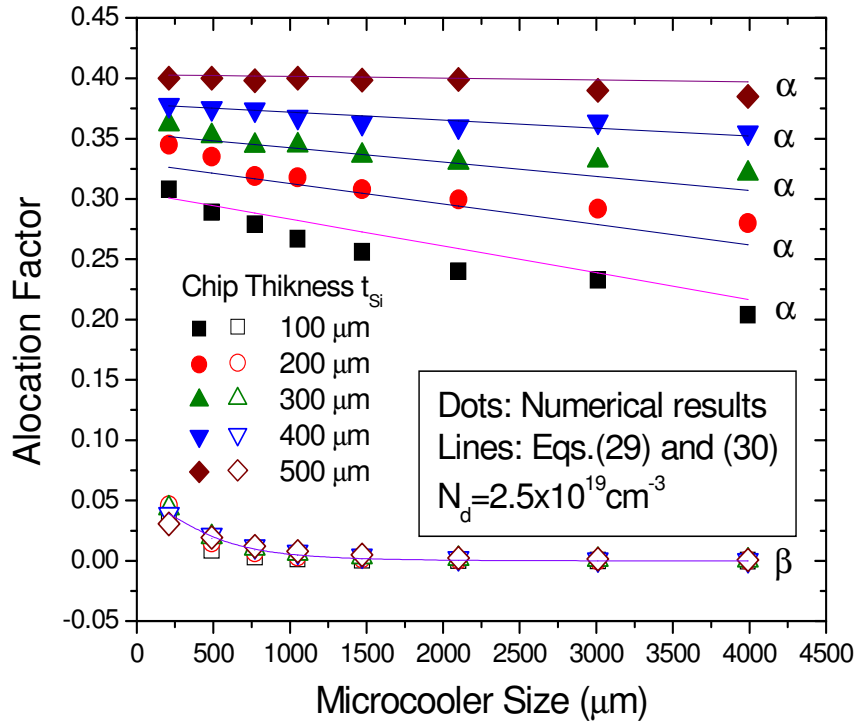 Alocation Factor
0.45
0.40
0.35
0.30
0.25
0.20
0.15
0.10
0.05
0.00
-0.05
α
α
α
α
α
Chip Thikness t_Si
100 μm
200 μm
300 μm
400 μm
500 μm
Dots: Numerical results
Lines: Eqs.(29) and (30)
N_d=2.5x10^19cm^-3
β
0 500 1000 1500 2000 2500 3000 3500 4000 4500
Microcooler Size (μm)